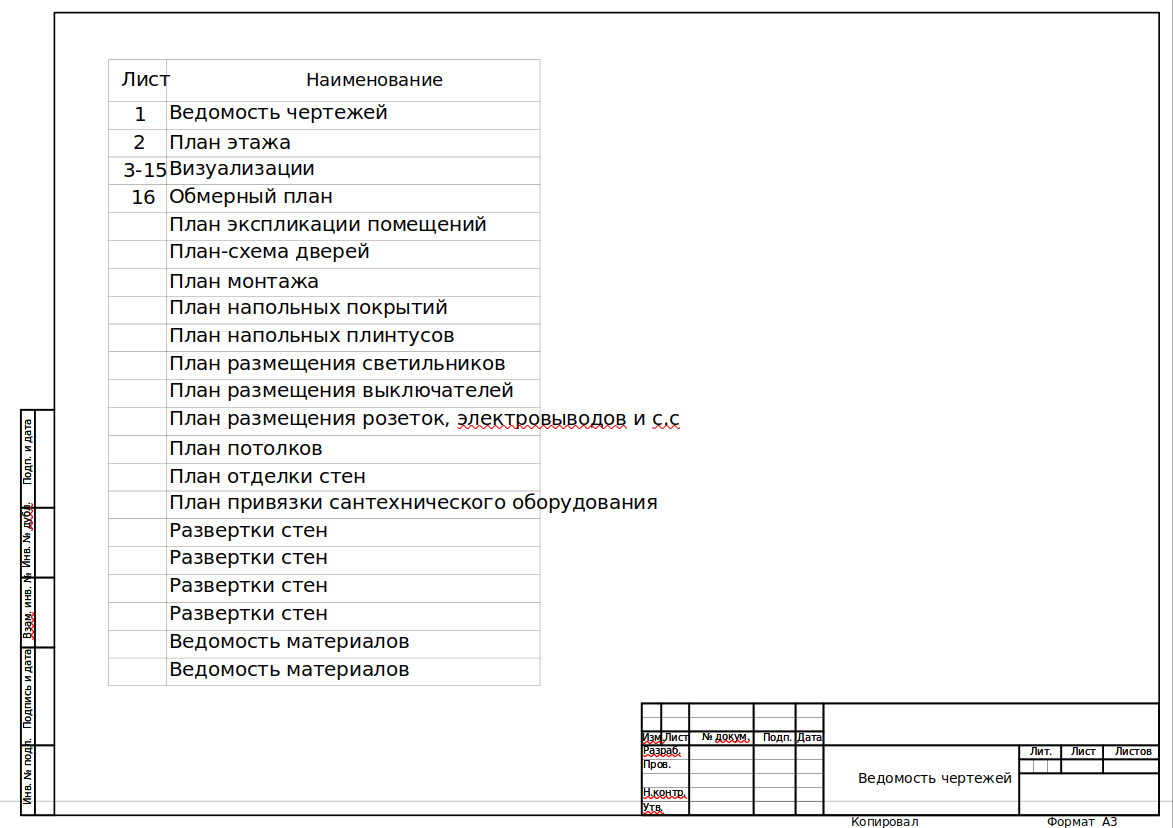 Лист Наименование
1 Ведомость чертежей
2 План этажа
3-15 Визуализации
16 Обмерный план
План экспликации помещений
План-схема дверей
План монтажа
План напольных покрытий
План напольных плинтусов
План размещения светильников
План размещения выключателей
План размещения розеток, электровыводов и с.с
План потолков
План отделки стен
План привязки сантехнического оборудования
Развертки стен
Развертки стен
Развертки стен
Развертки стен
Ведомость материалов
Ведомость материалов
Подп. и дата
Инв. № дубл.
Взам. инв. №
Подпись и дата
Инв. № подл.
Изм. Лист № докум. Подп. Дата
Разраб.
Пров.
Н.контр.
Утв.
Ведомость чертежей
Лит. Лист Листов
Копировал Формат А3